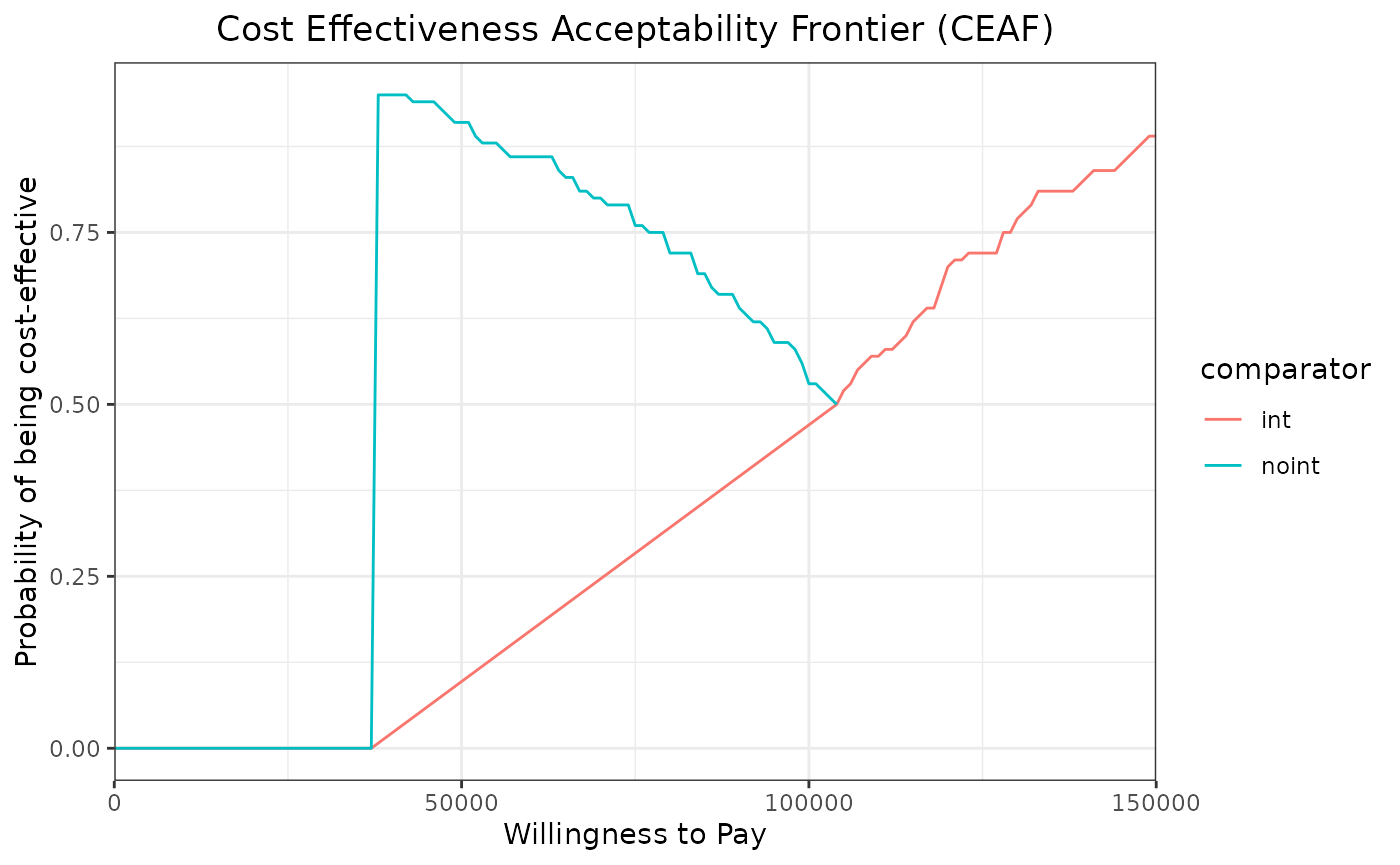 Cost Effectiveness Acceptability Frontier (CEAF)
Probability of being cost-effective
0.75
0.50
0.25
0.00
0 50000 100000 150000
Willingness to Pay
comparator
int
noint